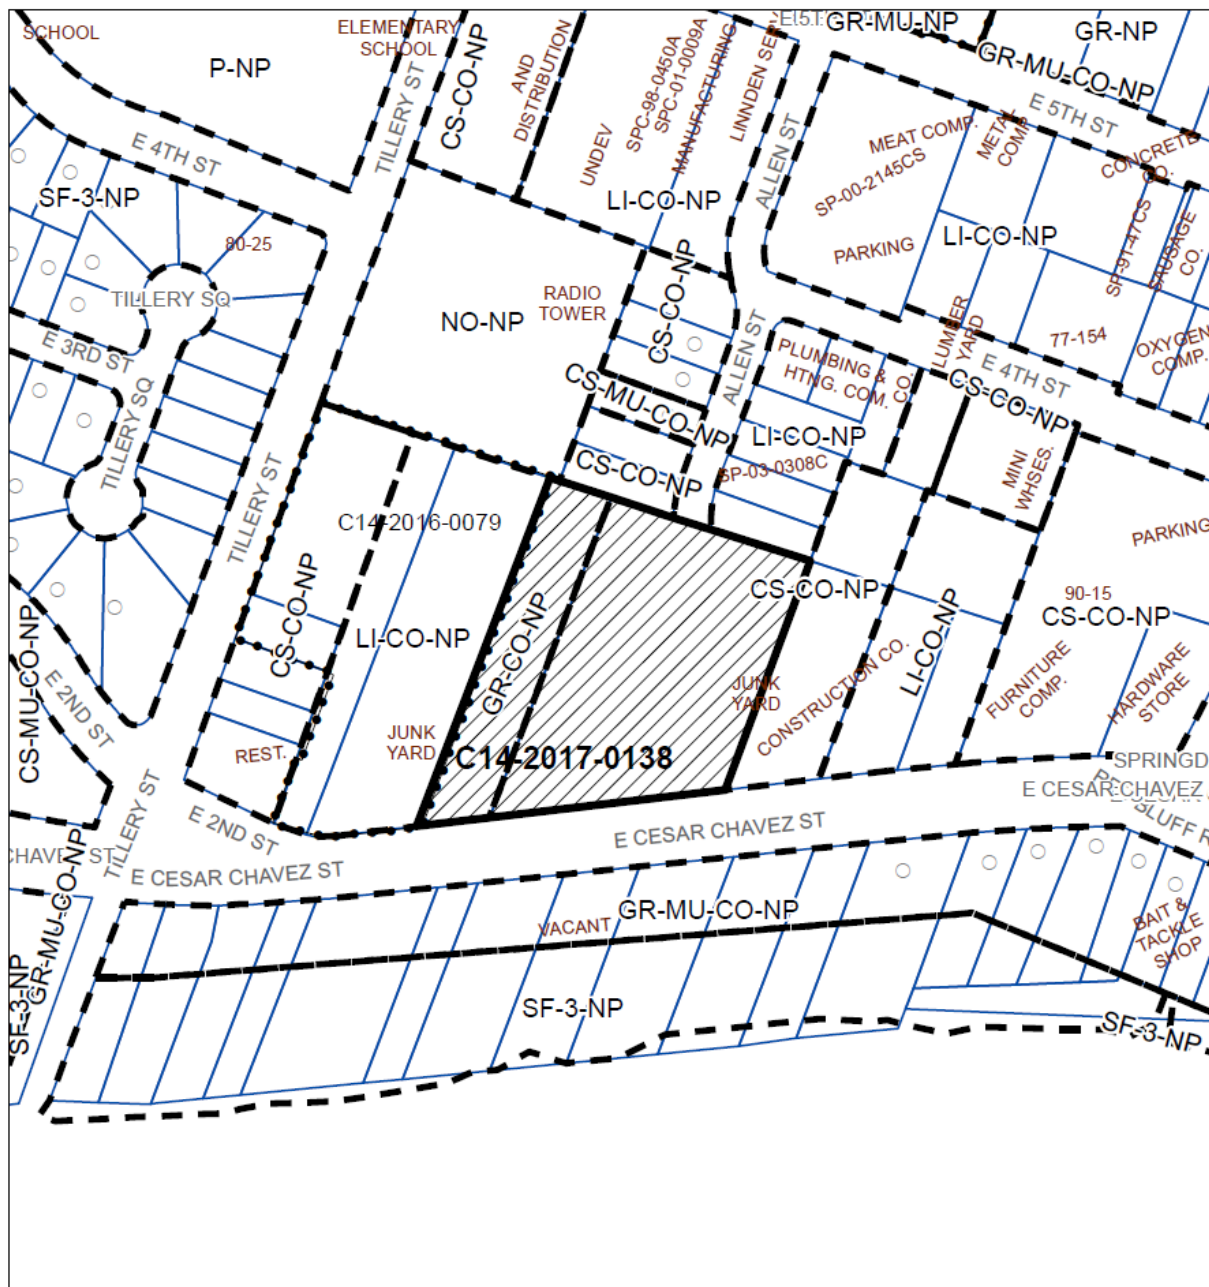 SCHOOL
P-NP
ELEMENTARY
SCHOOL
TILLERY ST
CS-CO-NP
AND
DISTRIBUTION
UNDEV
SPC-98-0450A
SPC-01-0009A
MANUFACTURING
LINNDEN SERV
GR-MU-NP
GR-NP
GR-MU-CO-NP
E 5TH ST
ALLEN ST
MEAT COMP.
SP-00-2145CS
METAL
COMP
CONCRETE
CO.
E 4TH ST
SF-3-NP
80-25
LI-CO-NP
PARKING
LI-CO-NP
SP-91-47CS
SAUSAGE
CO.
TILLERY SQ
NO-NP
RADIO
TOWER
CS-CO-NP
ALLEN ST
PLUMBING &
HTNG. COM.
CO.
LUMBER
YARD
77-154
OXYGEN
COMP.
E 4TH ST
E 3RD ST
TILLERY SQ
CS-MU-CO-NP
CS-CO-NP
LI-CO-NP
CS-CO-NP
SP-03-0308C
MINI
WHSES.
TILLERY ST
C14-2016-0079
PARKING
CS-CO-NP
LI-CO-NP
GR-CO-NP
CS-CO-NP
LI-CO-NP
90-15
CS-CO-NP
CS-MU-CO-NP
E 2ND ST
REST.
JUNK
YARD
C14-2017-0138
JUNK
YARD
CONSTRUCTION CO.
FURNITURE
COMP.
HARDWARE
STORE
SPRINGD
E CESAR CHAVEZ
BLUFF R
TILLERY ST
E 2ND ST
E CESAR CHAVEZ ST
CHAVEZ ST
E CESAR CHAVEZ ST
GR-MU-CO-NP
VACANT
GR-MU-CO-NP
BAIT &
TACKLE
SHOP
SF-3-NP
SF-3-NP
SF-3-NP